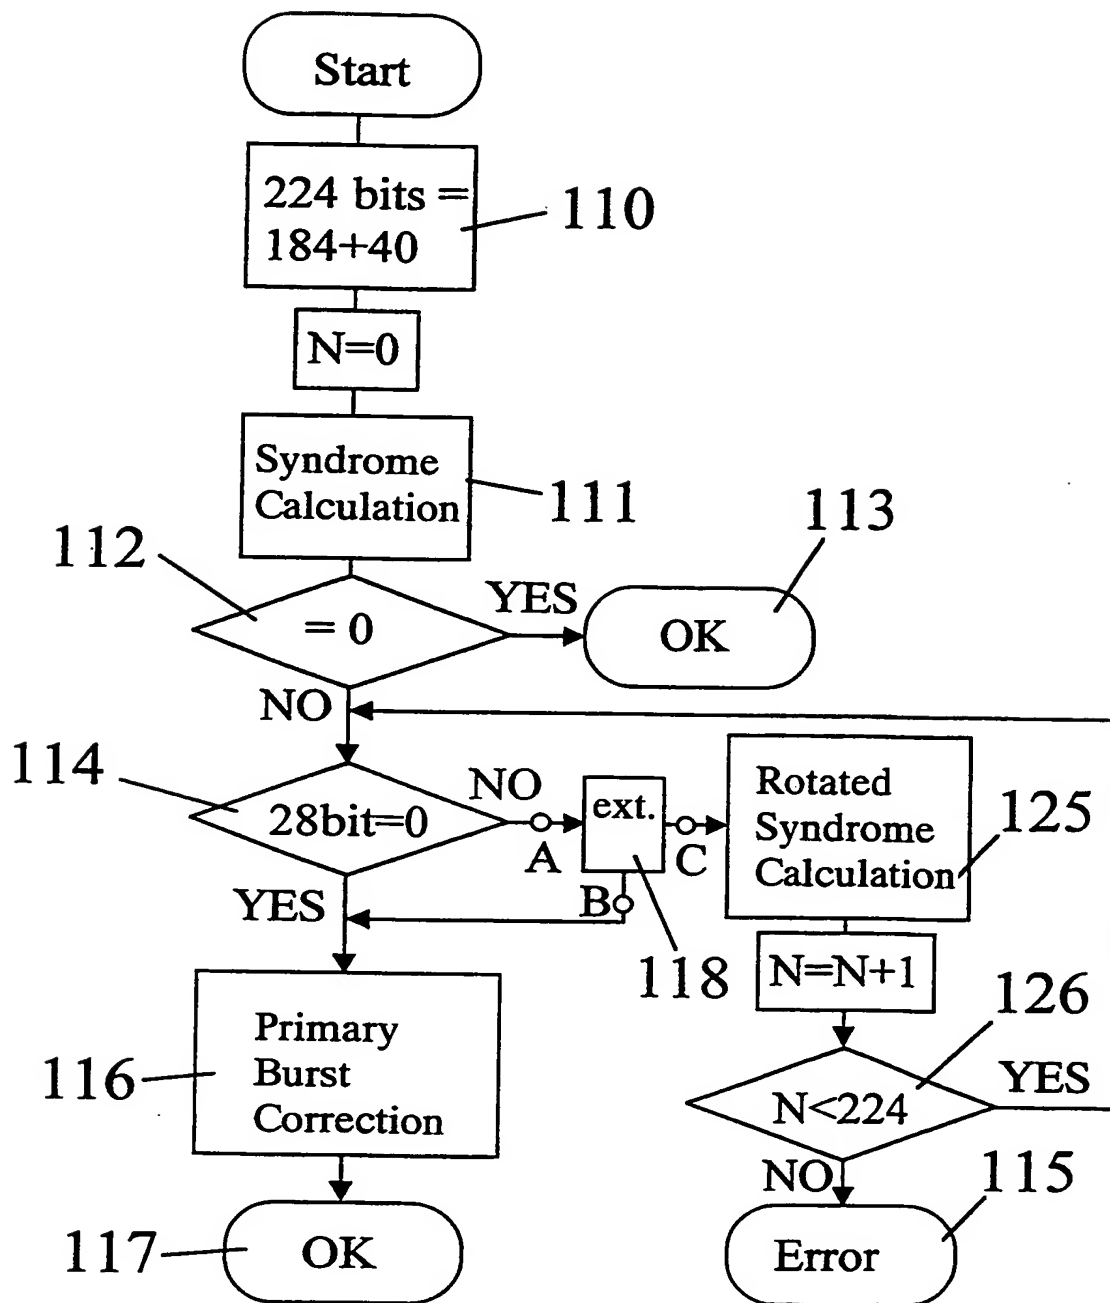 Start
224 bits =
184+40
110
N=0
Syndrome
Calculation
111
113
112
= 0
YES
OK
NO
114
28bit=0
NO
A
ext.
C
B
118
Rotated
Syndrome
Calculation
125
YES
N=N+1
126
116
Primary
Burst
Correction
N<224
YES
NO
115
117
OK
Error